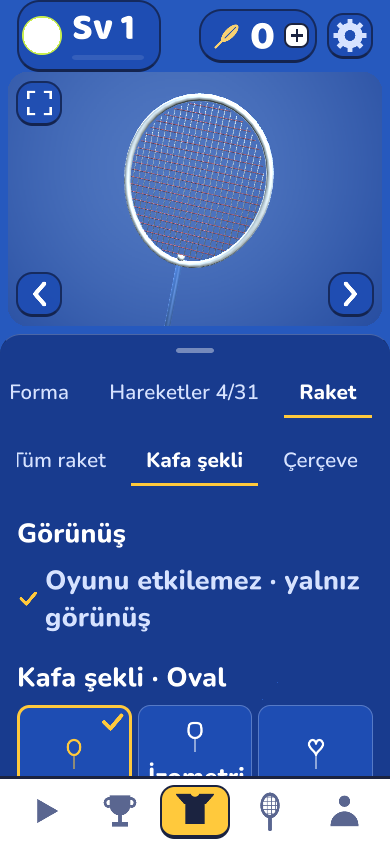 Sv 1
0
Forma Hareketler 4/31 Raket
Tüm raket Kafa şekli Çerçeve
Görünüş
Oyunu etkilemez · yalnız
görünüş
Kafa şekli · Oval
İzometri